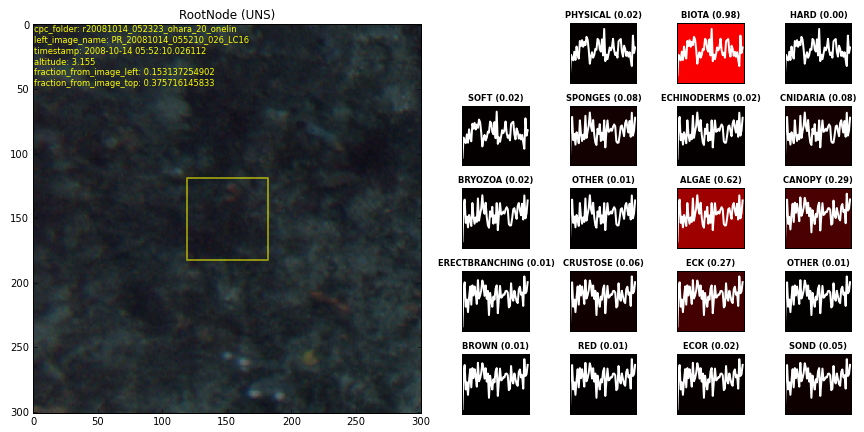 RootNode (UNS)
cpc_folder: r20081014_052323_ohara_20_onelin
left_image_name: PR_20081014_055210_026_LC16
timestamp: 2008-10-14 05:52:10.026112
altitude: 3.155
fraction_from_image_left: 0.153137254902
fraction_from_image_top: 0.375716145833
0
50
100
150
200
250
300
0 50 100 150 200 250 300
PHYSICAL (0.02) BIOTA (0.98) HARD (0.00)
SOFT (0.02) SPONGES (0.08) ECHINODERMS (0.02) CNIDARIA (0.08)
BRYOZOA (0.02) OTHER (0.01) ALGAE (0.62) CANOPY (0.29)
ERECTBRANCHING (0.01) CRUSTOSE (0.06) ECK (0.27) OTHER (0.01)
BROWN (0.01) RED (0.01) ECOR (0.02) SOND (0.05)